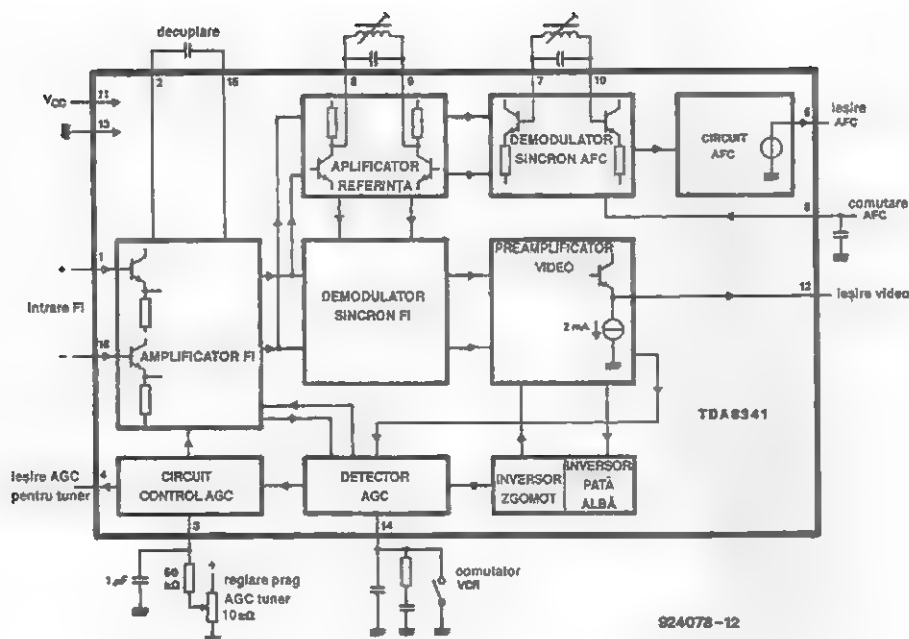 decuplare
2
15
8
9
7
10
VCC
11
13
APLIFICATOR
REFERINȚA
DEMODULATOR
SINCRON AFC
CIRCUIT
AFC
ieșire
AFC
comutare
AFC
+
1
intrare FI
-
16
AMPLIFICATOR FI
DEMODULATOR
SINCRON FI
PREAMPLIFICATOR
VIDEO
2 mA
12
ieșire video
TDA8341
ieșire AGC
pentru tuner
4
CIRCUIT
CONTROL AGC
DETECTOR
AGC
INVERSOR
ZGOMOT
INVERSOR
PATĂ
ALBĂ
3
14
1 µF
kΩ
+
reglare prag
AGC tuner
10 kΩ
comutator
VCR
924078-12